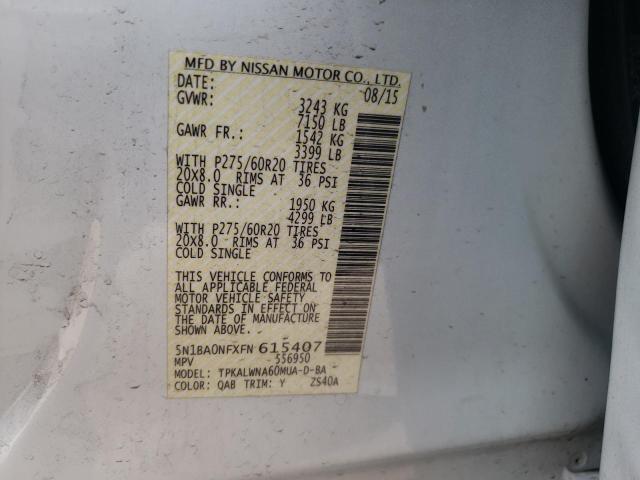 MFD BY NISSAN MOTOR CO., LTD.
DATE: 08/15
GVWR: 3243 KG
7150 LB
GAWR FR.: 1542 KG
3399 LB
WITH P275/60R20 TIRES
20X8.0 RIMS AT 36 PSI
COLD SINGLE
GAWR RR.: 1950 KG
4299 LB
WITH P275/60R20 TIRES
20X8.0 RIMS AT 36 PSI
COLD SINGLE
THIS VEHICLE CONFORMS TO
ALL APPLICABLE FEDERAL
MOTOR VEHICLE SAFETY
STANDARDS IN EFFECT ON
THE DATE OF MANUFACTURE
SHOWN ABOVE.
5N1BA0NFXFN 615407
MPV 556950
MODEL: TPKALWNA60MUA-D-BA
COLOR: QAB TRIM: Y ZS40A